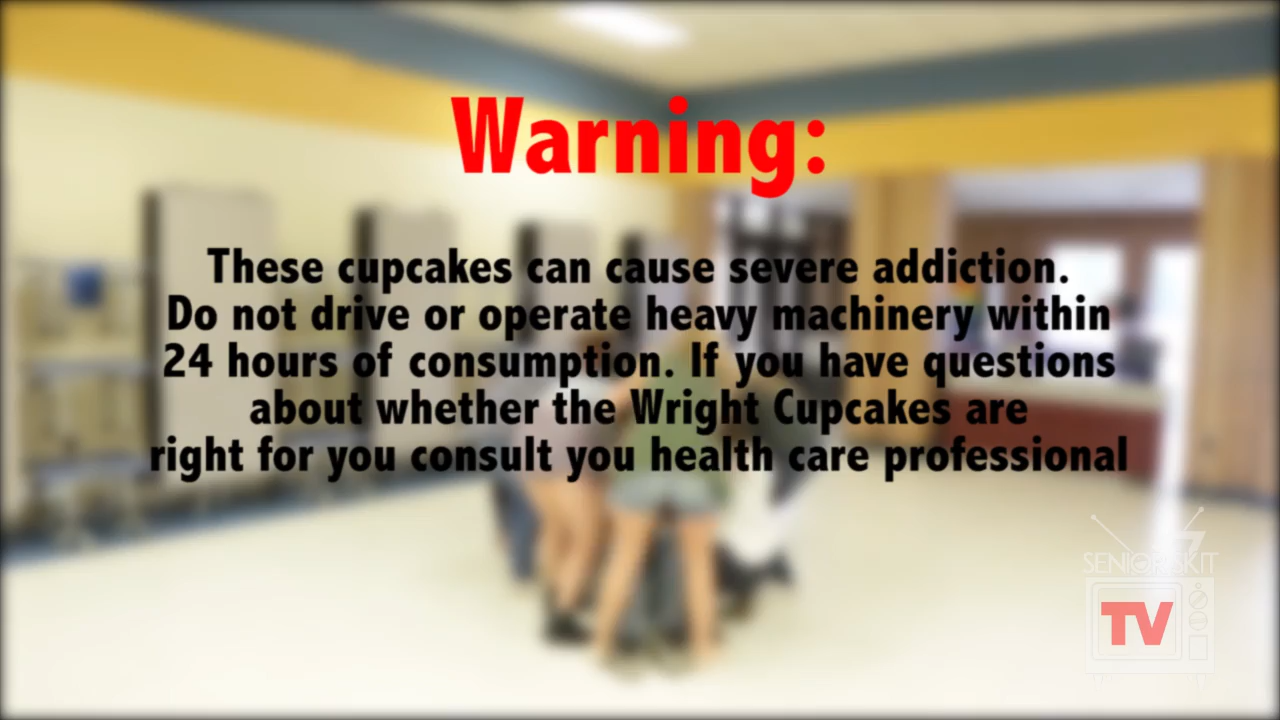 Warning:
These cupcakes can cause severe addiction.
Do not drive or operate heavy machinery within
24 hours of consumption. If you have questions
about whether the Wright Cupcakes are
right for you consult you health care professional
SENIOR SKIT
TV